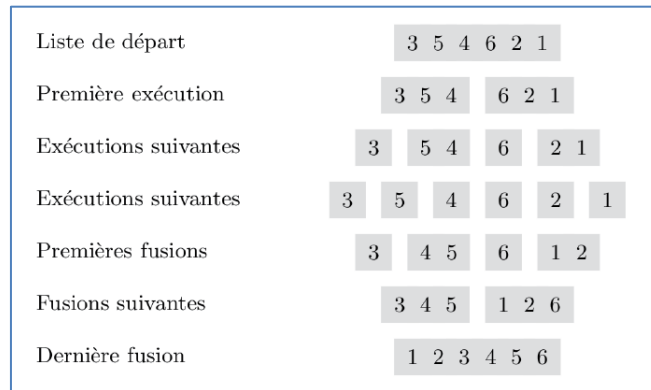 Liste de départ 3 5 4 6 2 1
Première exécution 3 5 4 6 2 1
Exécutions suivantes 3 5 4 6 2 1
Exécutions suivantes 3 5 4 6 2 1
Premières fusions 3 4 5 6 1 2
Fusions suivantes 3 4 5 1 2 6
Dernière fusion 1 2 3 4 5 6